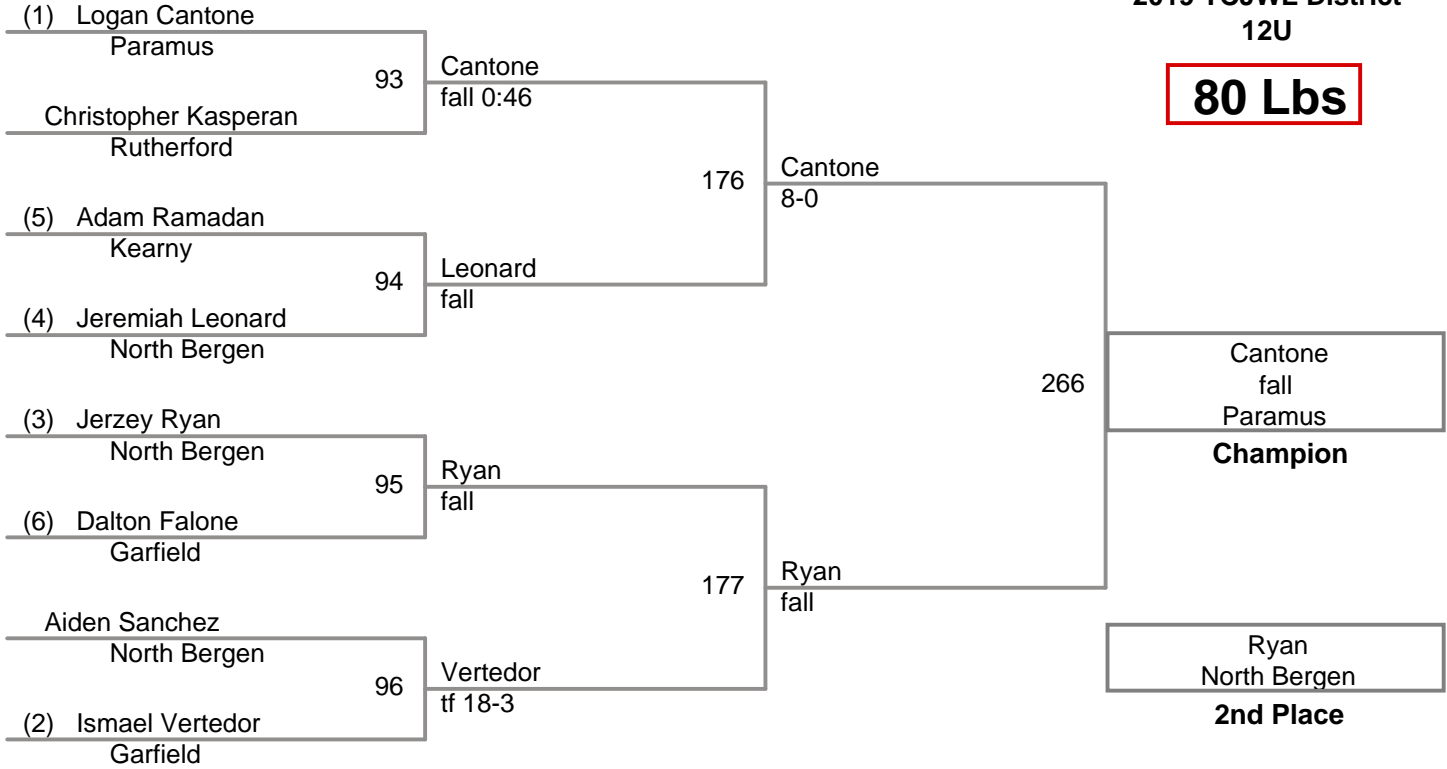 2019 TCJWL District
12U
80 Lbs
(1) Logan Cantone
Paramus
93
Christopher Kasperan
Rutherford
Cantone
fall 0:46
(5) Adam Ramadan
Kearny
94
(4) Jeremiah Leonard
North Bergen
Leonard
fall
176
Cantone
8-0
(3) Jerzey Ryan
North Bergen
95
(6) Dalton Falone
Garfield
Ryan
fall
Aiden Sanchez
North Bergen
96
(2) Ismael Vertedor
Garfield
Vertedor
tf 18-3
177
Ryan
fall
266
Cantone
fall
Paramus
Champion
Ryan
North Bergen
2nd Place